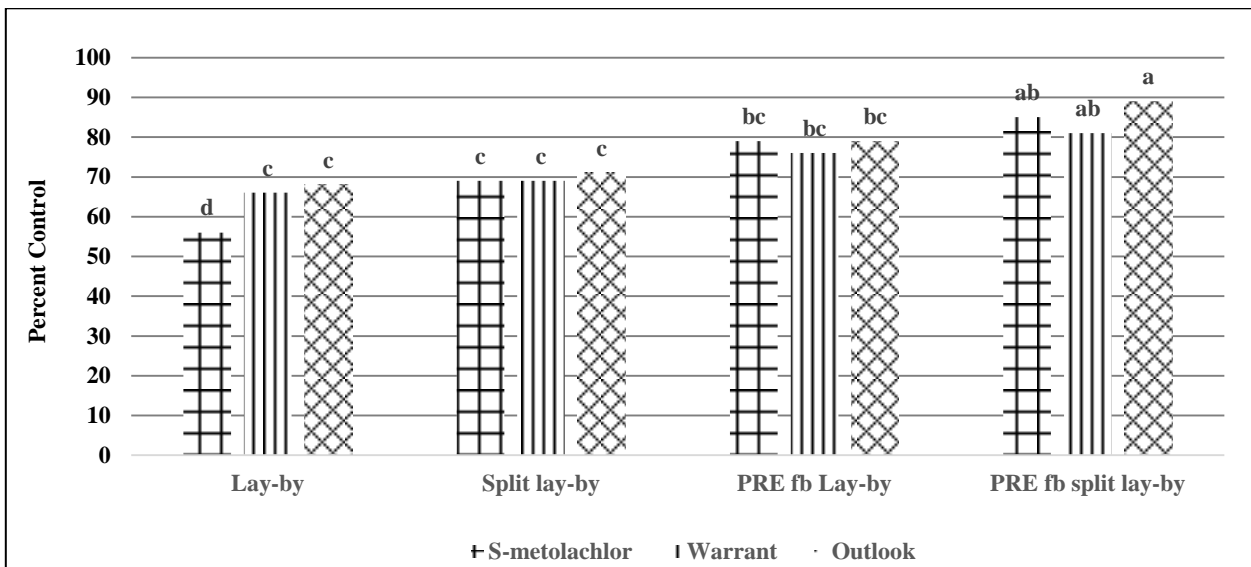 Percent Control
100
90
80
70
60
50
40
30
20
10
0
d c c c c c bc bc bc ab ab a
Lay-by Split lay-by PRE fb Lay-by PRE fb split lay-by
S-metolachlor Warrant Outlook